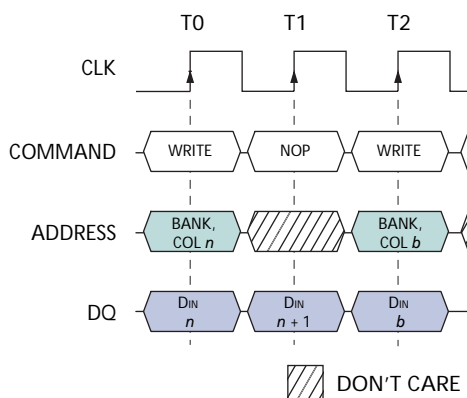 T0 T1 T2
CLK
COMMAND WRITE NOP WRITE
ADDRESS BANK, COL n BANK, COL b
DQ DIN n DIN n + 1 DIN b
DON'T CARE